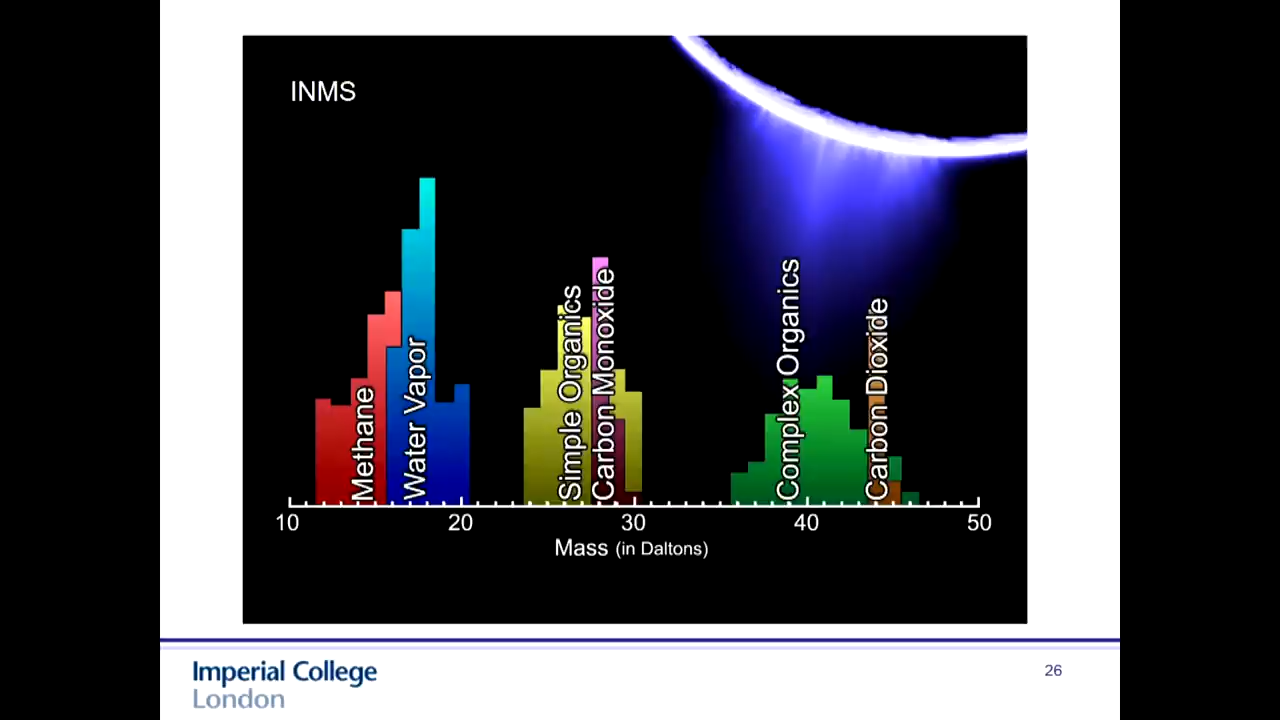 INMS
Methane
Water Vapor
Simple Organics
Carbon Monoxide
Complex Organics
Carbon Dioxide
10 20 30 40 50
Mass (in Daltons)
Imperial College
London
26